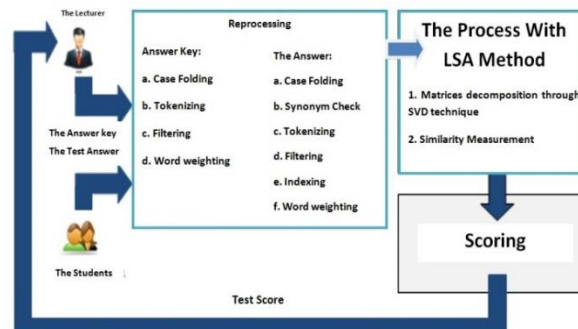 The Lecturer
The Answer key
The Test Answer
The Students
Reprocessing
Answer Key:
a. Case Folding
b. Tokenizing
c. Filtering
d. Word weighting
The Answer:
a. Case Folding
b. Synonym Check
c. Tokenizing
d. Filtering
e. Indexing
f. Word weighting
The Process With
LSA Method
1. Matrices decomposition through
SVD technique
2. Similarity Measurement
Scoring
Test Score